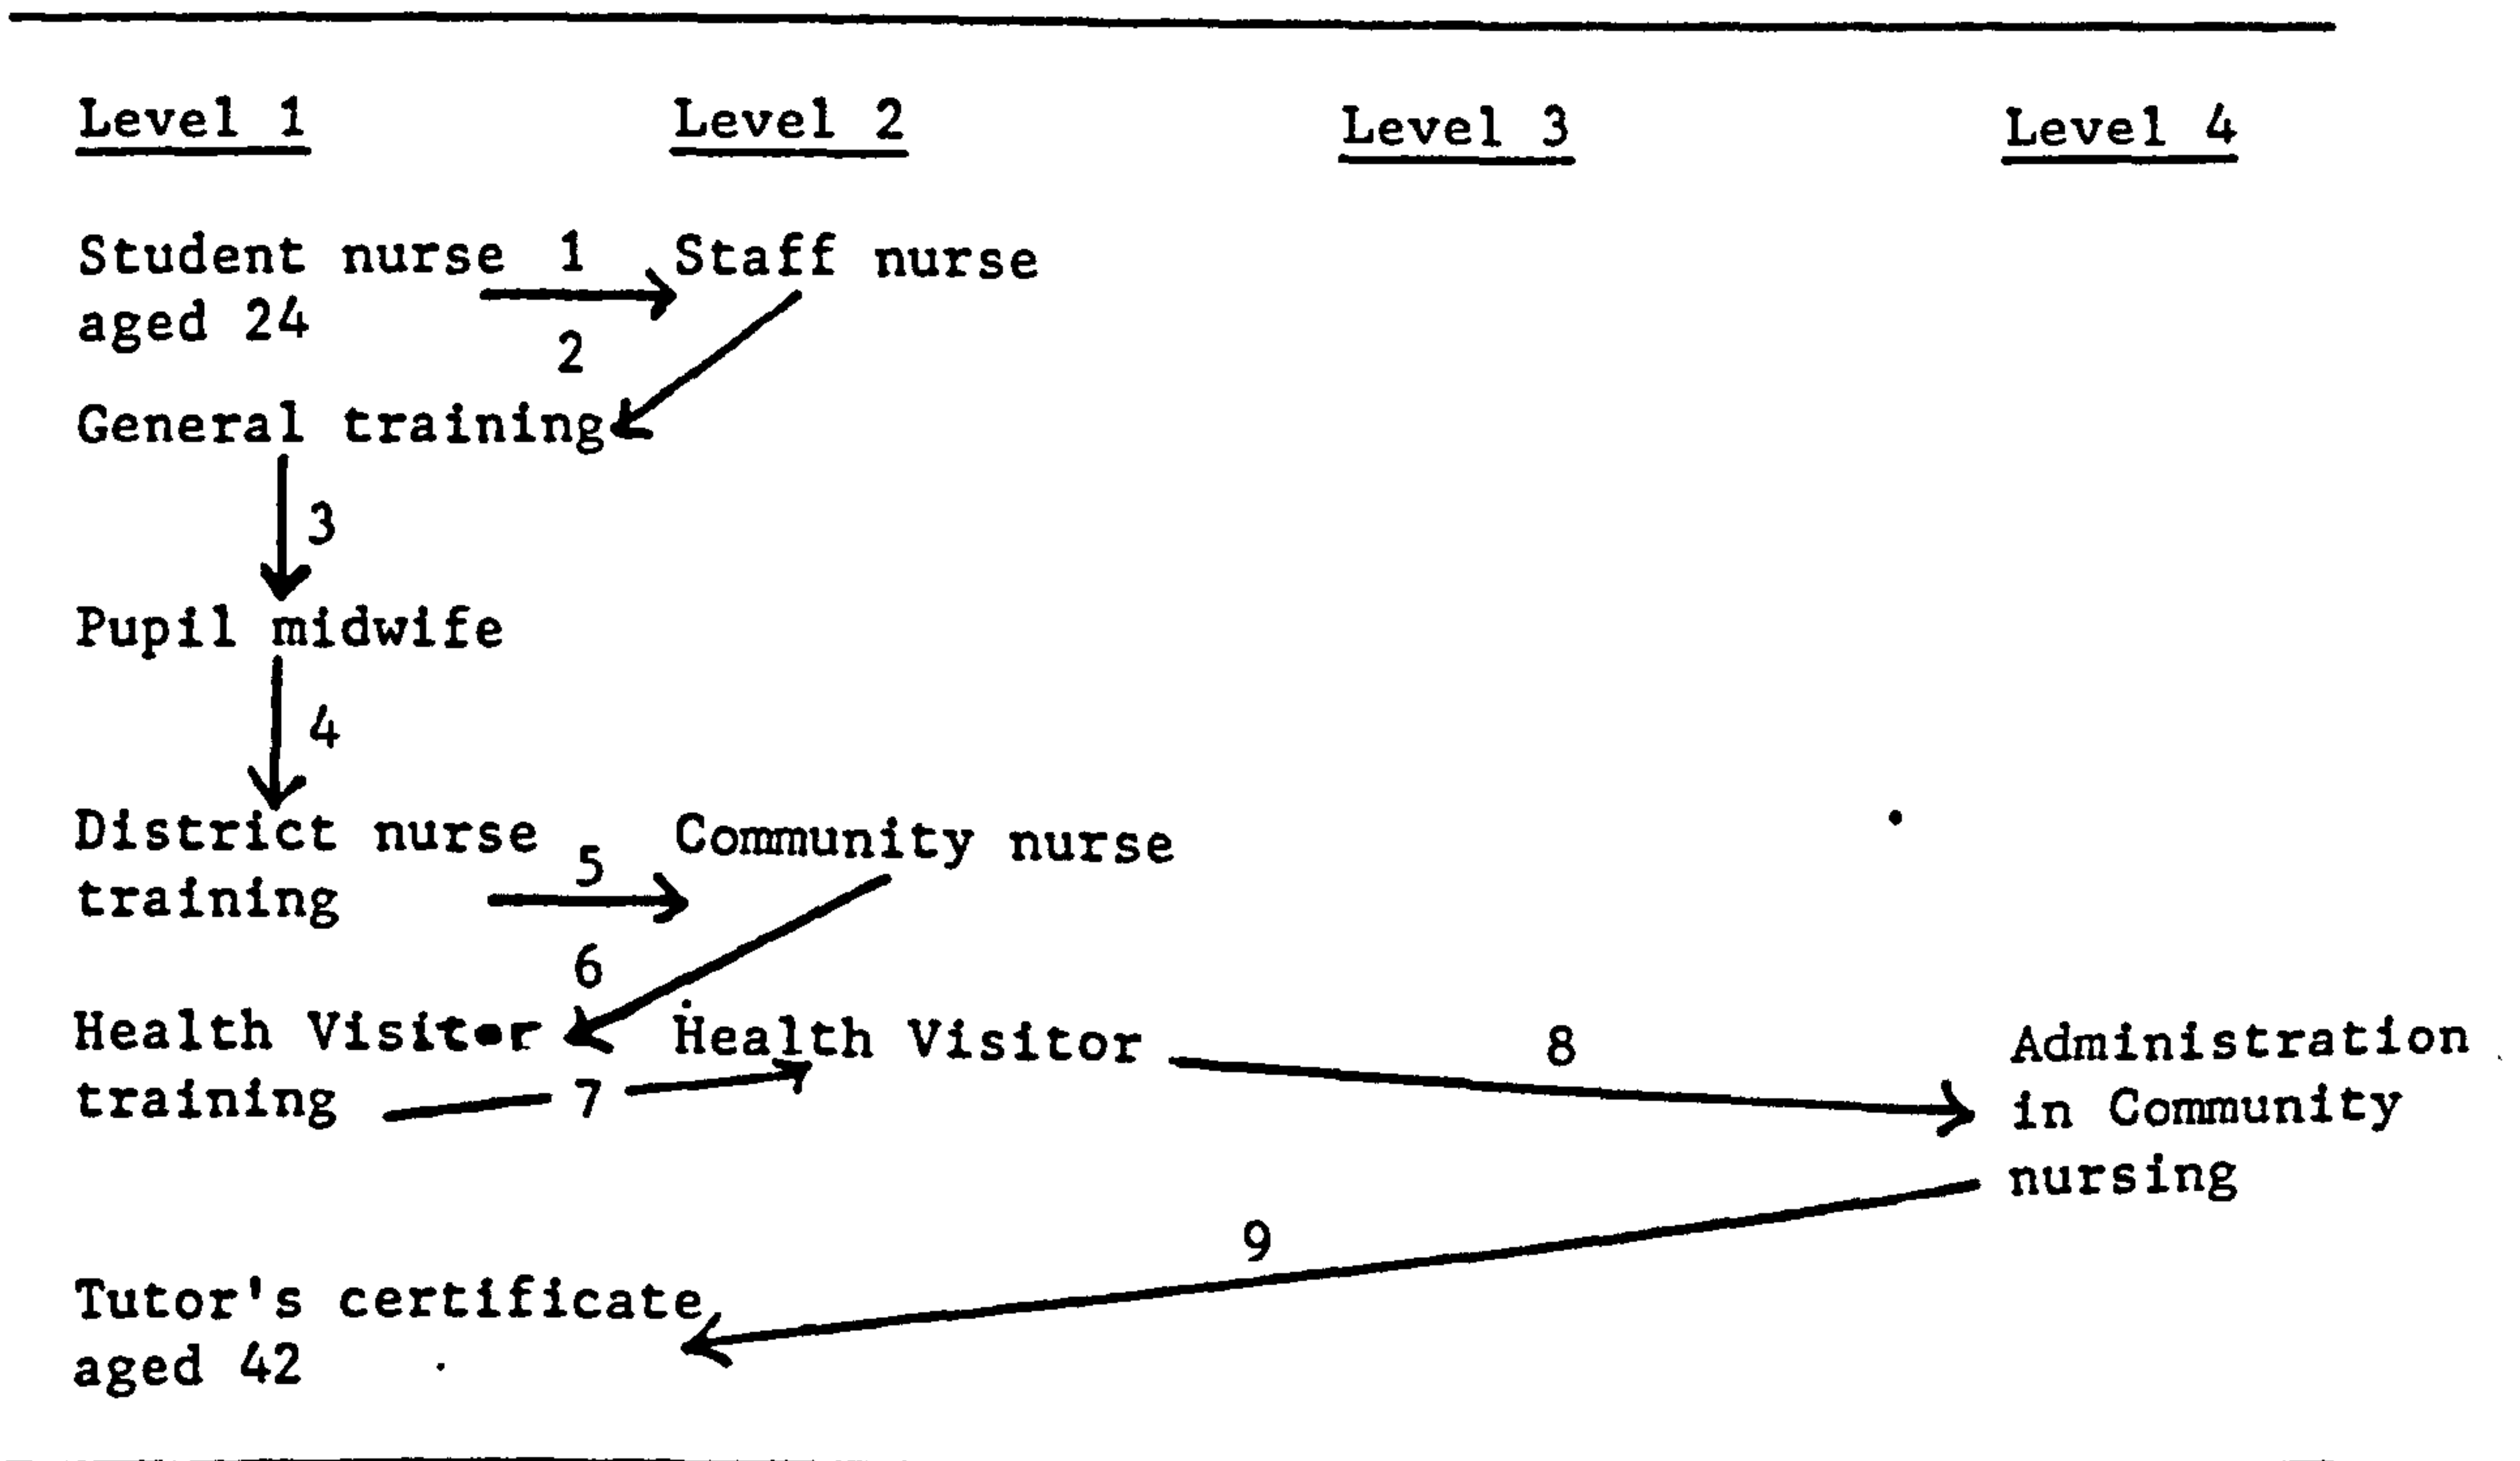 Level 1 Level 2 Level 3 Level 4
Student nurse 1 Staff nurse
aged 24
2
General training
3
Pupil midwife
4
District nurse 5 Community nurse
training
6
Health Visitor Health Visitor 8 Administration
training 7 in Community
nursing
9
Tutor's certificate
aged 42